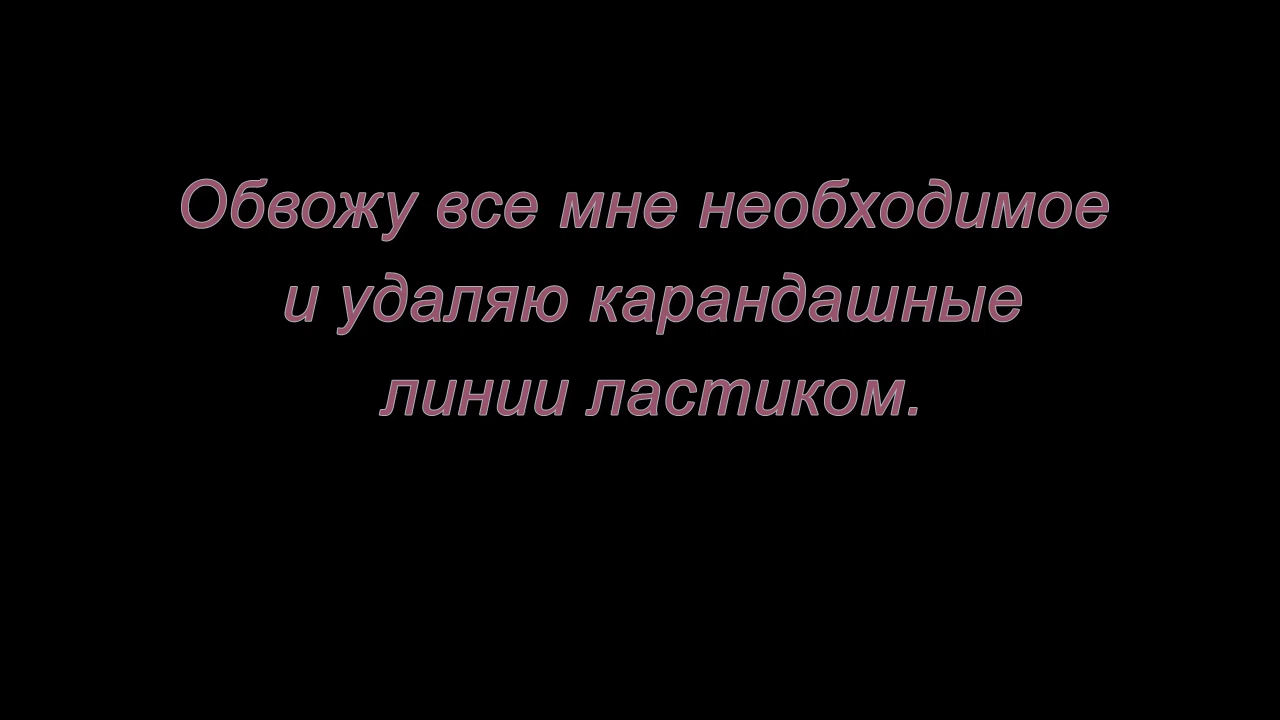 Обвожу все мне необходимое
и удаляю карандашные
линии ластиком.